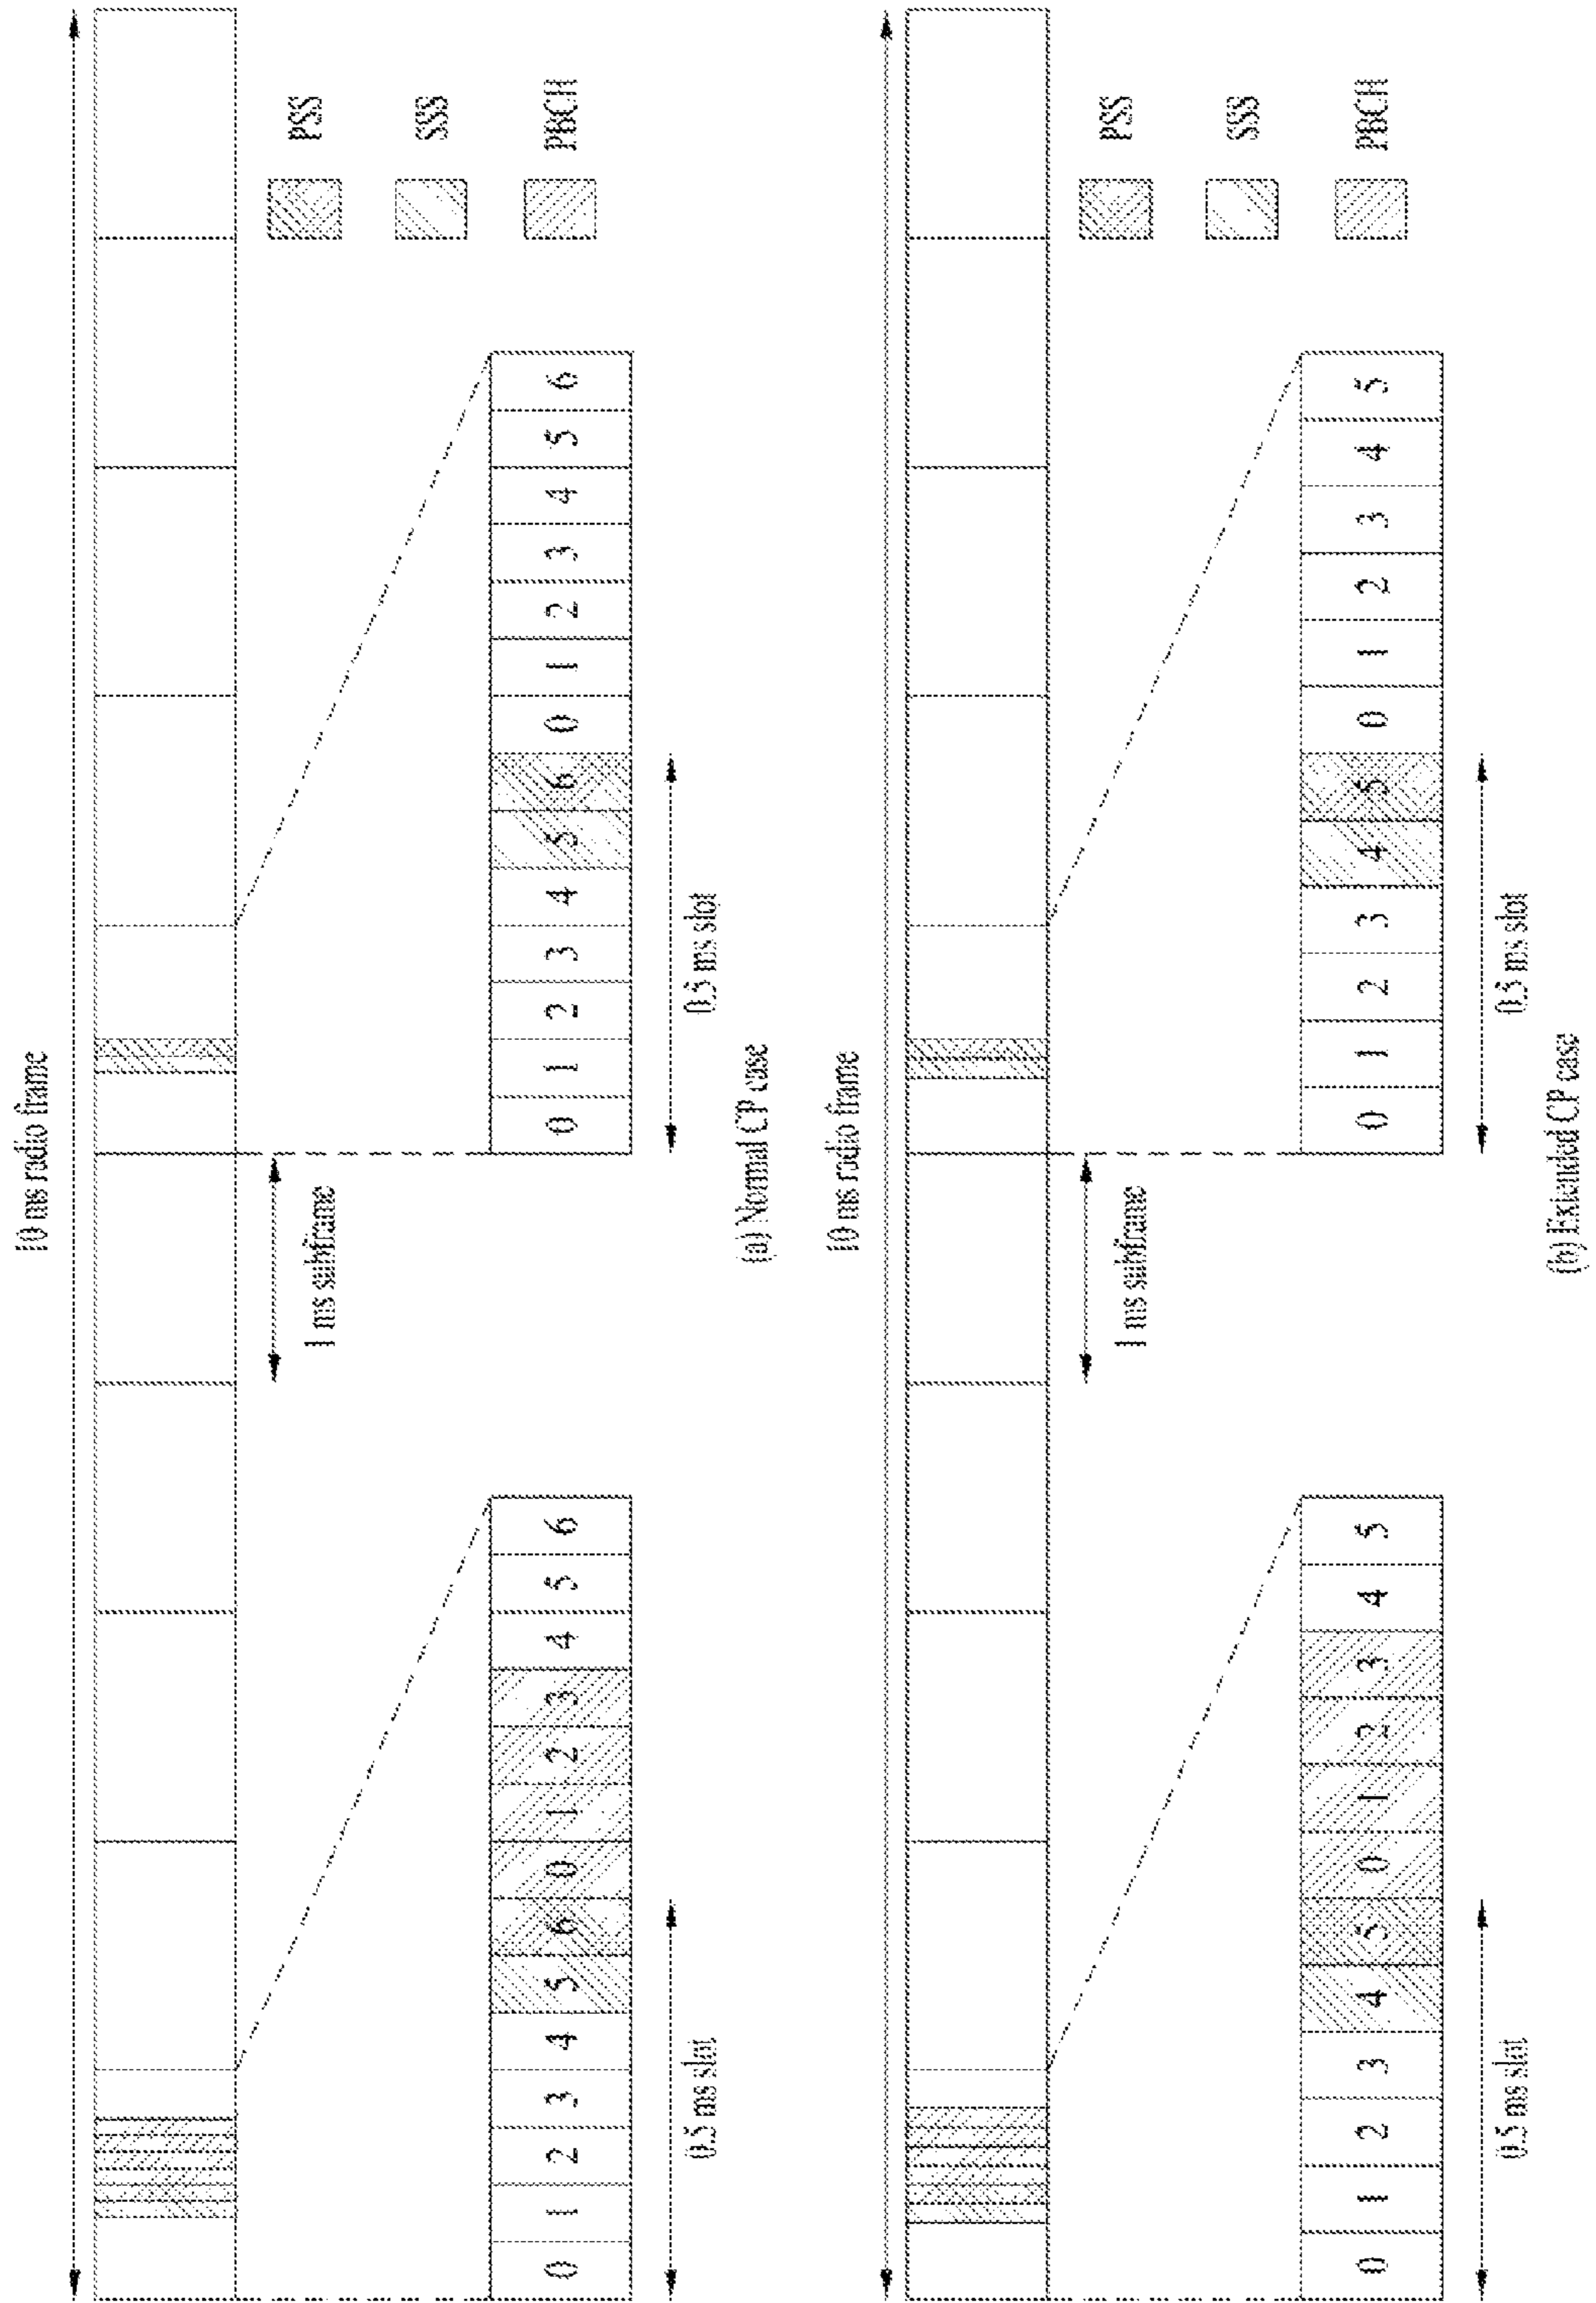 10 ms radio frame
PSS
SSS
PBCH
1 ms subframe
0 1 2 3 4 5 6 0 1 2 3 4 5 6
0 1 2 3 4 5 6 0 1 2 3 4 5 6
0.5 ms slot
0.5 ms slot
(a) Normal CP case
10 ms radio frame
PSS
SSS
PBCH
1 ms subframe
0 1 2 3 4 5 0 1 2 3 4 5
0 1 2 3 4 5 0 1 2 3 4 5
0.5 ms slot
0.5 ms slot
(b) Extended CP case